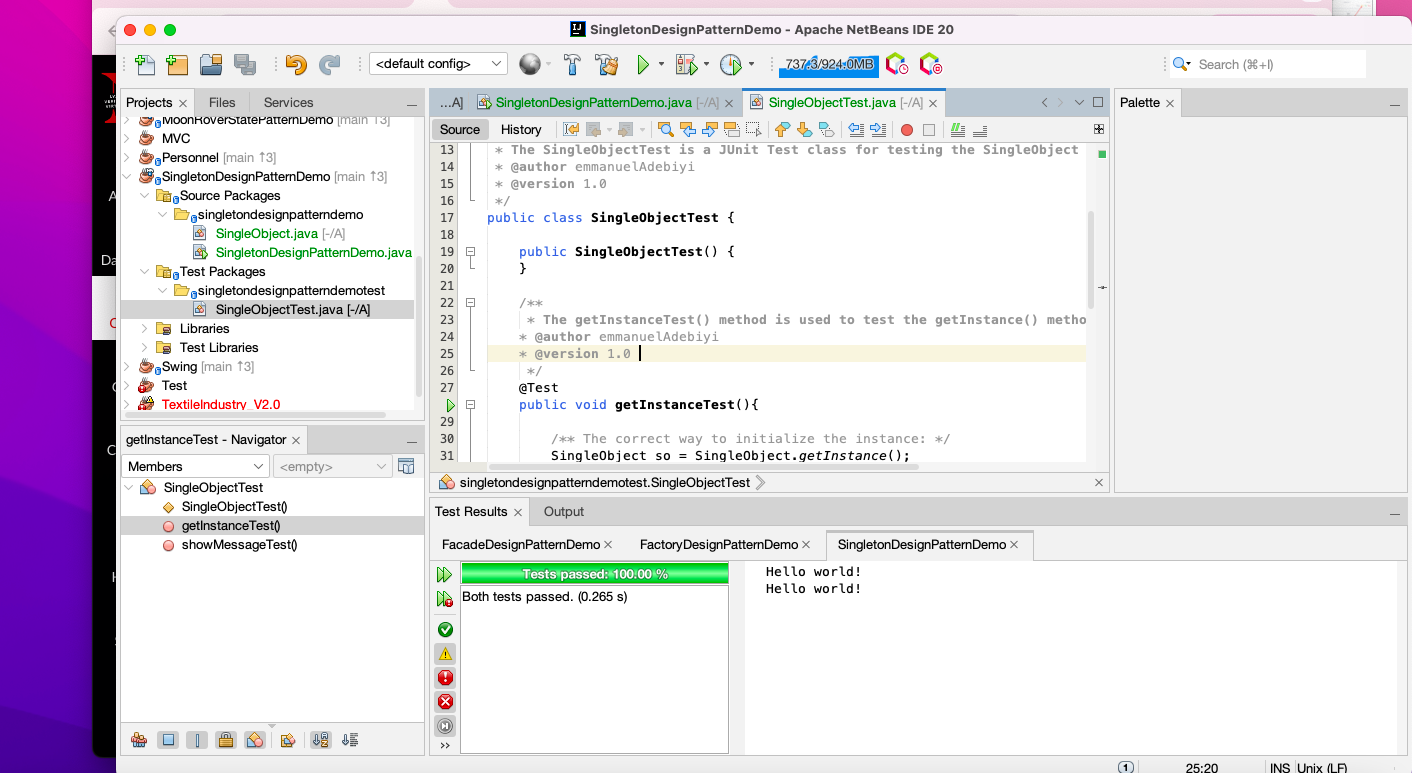 SingletonDesignPatternDemo - Apache NetBeans IDE 20
<default config>
737.3/924.0MB
Search (⌘+I)
Projects
Files
Services
MoonRoverStatePatternDemo [main ↑3]
MVC
Personnel [main ↑3]
SingletonDesignPatternDemo [main ↑3]
Source Packages
singletondesignpatterndemo
SingleObject.java [-/A]
SingletonDesignPatternDemo.java
Test Packages
singletondesignpatterndemotest
SingleObjectTest.java [-/A]
Libraries
Test Libraries
Swing [main ↑3]
Test
TextileIndustry_V2.0
getInstanceTest - Navigator
Members
<empty>
SingleObjectTest
SingleObjectTest()
getInstanceTest()
showMessageTest()
...A]
SingletonDesignPatternDemo.java [-/A]
SingleObjectTest.java [-/A]
Source
History
13 * The SingleObjectTest is a JUnit Test class for testing the SingleObject
14 * @author emmanuelAdebiyi
15 * @version 1.0
16 */
17 public class SingleObjectTest {
18
19 public SingleObjectTest() {
20 }
21
22 /**
23 * The getInstanceTest() method is used to test the getInstance() metho
24 * @author emmanuelAdebiyi
25 * @version 1.0
26 */
27 @Test
public void getInstanceTest(){
29
30 /** The correct way to initialize the instance: */
31 SingleObject so = SingleObject.getInstance();
singletondesignpatterndemotest.SingleObjectTest
Palette
Test Results
Output
FacadeDesignPatternDemo
FactoryDesignPatternDemo
SingletonDesignPatternDemo
Tests passed: 100.00 %
Both tests passed. (0.265 s)
Hello world!
Hello world!
1
25:20
INS
Unix (LF)